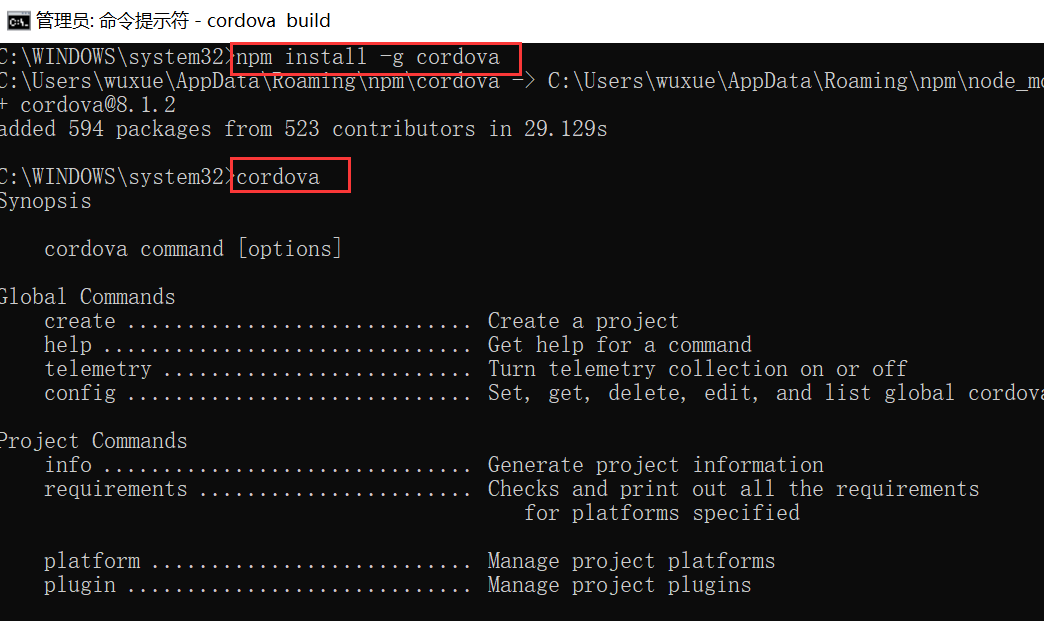 管理员: 命令提示符 - cordova build
C:\WINDOWS\system32>npm install -g cordova
C:\Users\wuxue\AppData\Roaming\npm\cordova -> C:\Users\wuxue\AppData\Roaming\npm\node_mo
+ cordova@8.1.2
added 594 packages from 523 contributors in 29.129s
C:\WINDOWS\system32>cordova
Synopsis
cordova command [options]
Global Commands
create ............................. Create a project
help ............................... Get help for a command
telemetry .......................... Turn telemetry collection on or off
config ............................. Set, get, delete, edit, and list global cordova
Project Commands
info ............................... Generate project information
requirements ....................... Checks and print out all the requirements
for platforms specified
platform ........................... Manage project platforms
plugin ............................. Manage project plugins